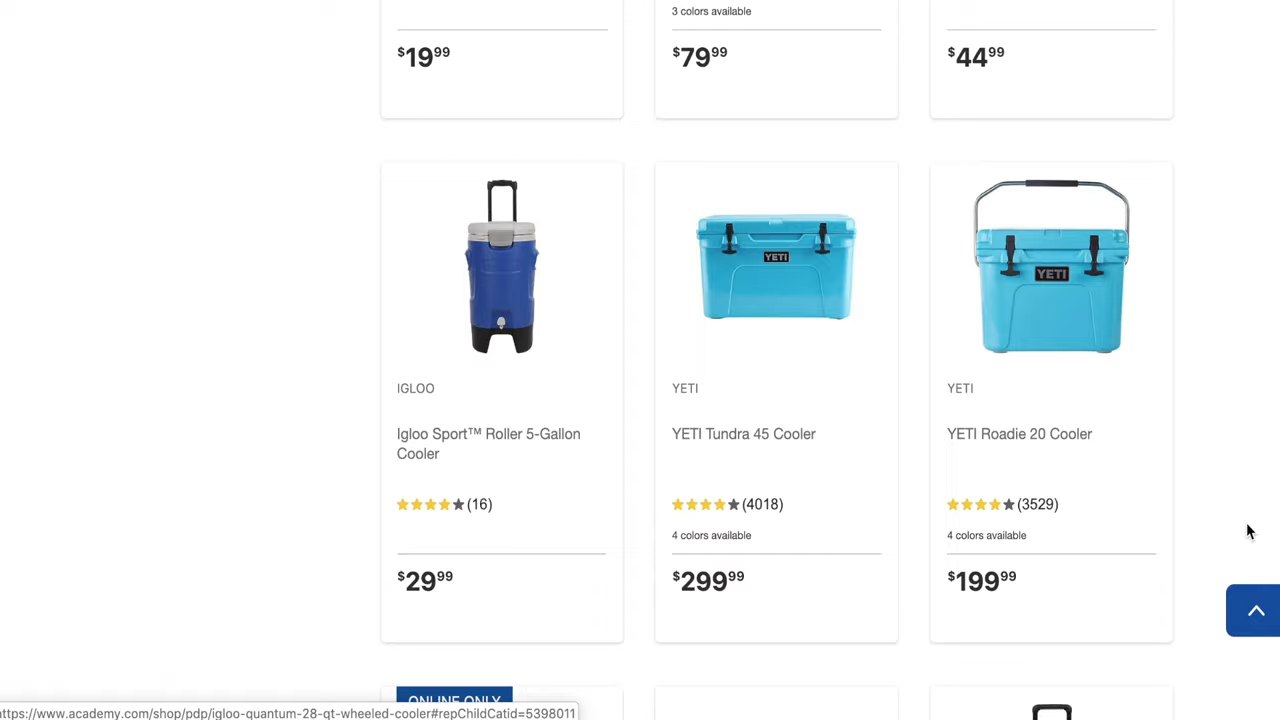 3 colors available
$19.99
$79.99
$44.99
YETI
YETI
IGLOO
YETI
YETI
Igloo Sport™ Roller 5-Gallon
Cooler
YETI Tundra 45 Cooler
YETI Roadie 20 Cooler
(16)
(4018)
(3529)
4 colors available
4 colors available
$29.99
$299.99
$199.99
ONLINE ONLY
https://www.academy.com/shop/pdp/igloo-quantum-28-qt-wheeled-cooler#repChildCatid=5398011